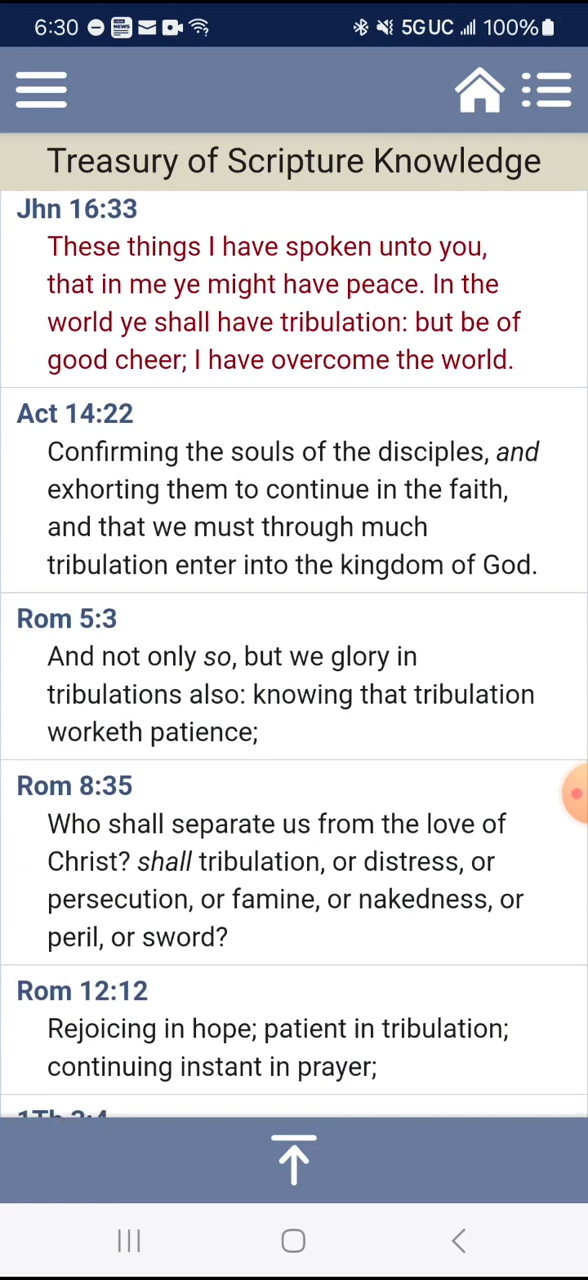 6:30
NEWS
5G UC
100%
Treasury of Scripture Knowledge
Jhn 16:33
These things I have spoken unto you,
that in me ye might have peace. In the
world ye shall have tribulation: but be of
good cheer; I have overcome the world.
Act 14:22
Confirming the souls of the disciples, and
exhorting them to continue in the faith,
and that we must through much
tribulation enter into the kingdom of God.
Rom 5:3
And not only so, but we glory in
tribulations also: knowing that tribulation
worketh patience;
Rom 8:35
Who shall separate us from the love of
Christ? shall tribulation, or distress, or
persecution, or famine, or nakedness, or
peril, or sword?
Rom 12:12
Rejoicing in hope; patient in tribulation;
continuing instant in prayer;